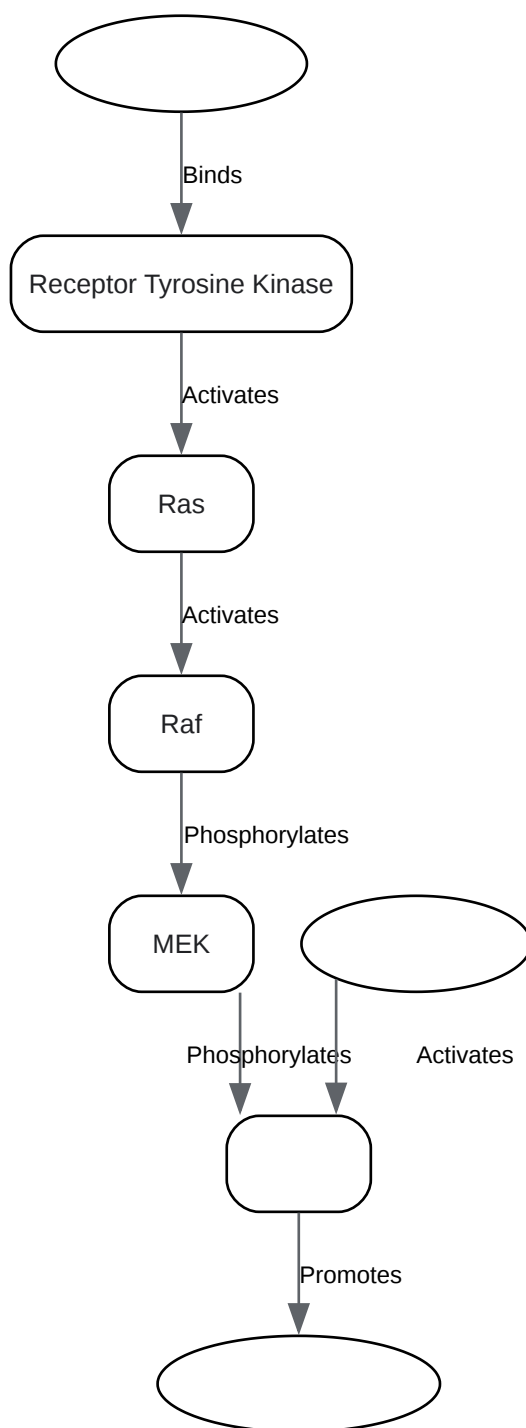 Binds
Receptor Tyrosine Kinase
Activates
Ras
Activates
Raf
Phosphorylates
MEK
Phosphorylates
Activates
Promotes